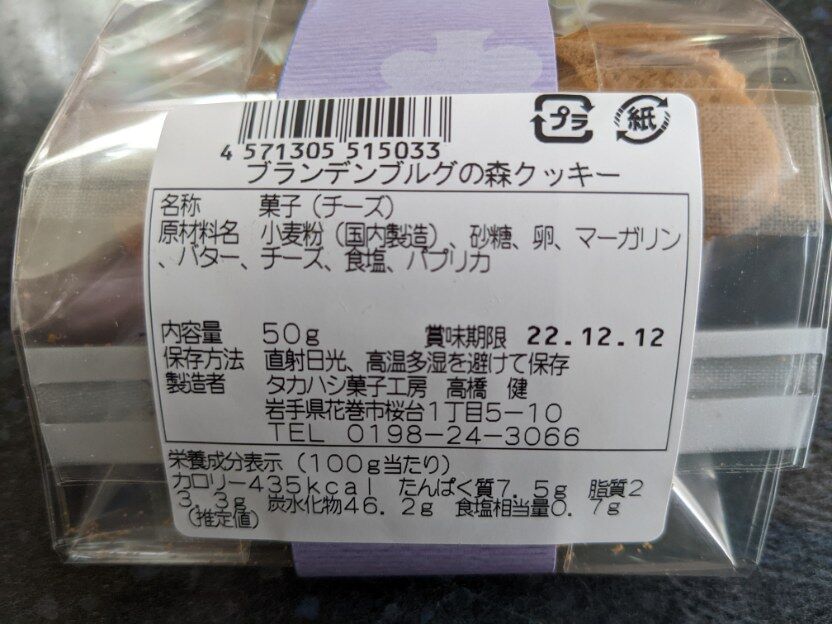 プラ 紙
4 571305 515033
ブランデンブルグの森クッキー
名称 菓子(チーズ)
原材料名 小麦粉(国内製造)、砂糖、卵、マーガリン
、バター、チーズ、食塩、パプリカ
内容量 50g 賞味期限 22.12.12
保存方法 直射日光、高温多湿を避けて保存
製造者 タカハシ菓子工房 高橋 健
岩手県花巻市桜台1丁目5-10
TEL 0198-24-3066
栄養成分表示(100g当たり)
カロリー435kcal たんぱく質7.5g 脂質2
3.3g 炭水化物46.2g 食塩相当量0.7g
(推定値)